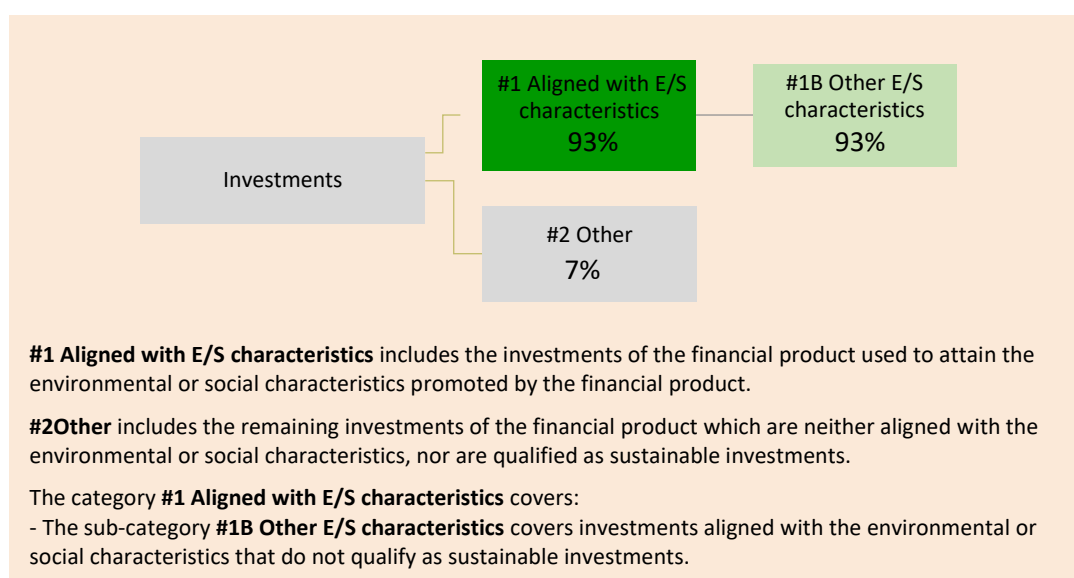 #1 Aligned with E/S
characteristics
93%
#1B Other E/S
characteristics
93%
Investments
#2 Other
7%
#1 Aligned with E/S characteristics includes the investments of the financial product used to attain the
environmental or social characteristics promoted by the financial product.
#2Other includes the remaining investments of the financial product which are neither aligned with the
environmental or social characteristics, nor are qualified as sustainable investments.
The category #1 Aligned with E/S characteristics covers:
- The sub-category #1B Other E/S characteristics covers investments aligned with the environmental or
social characteristics that do not qualify as sustainable investments.